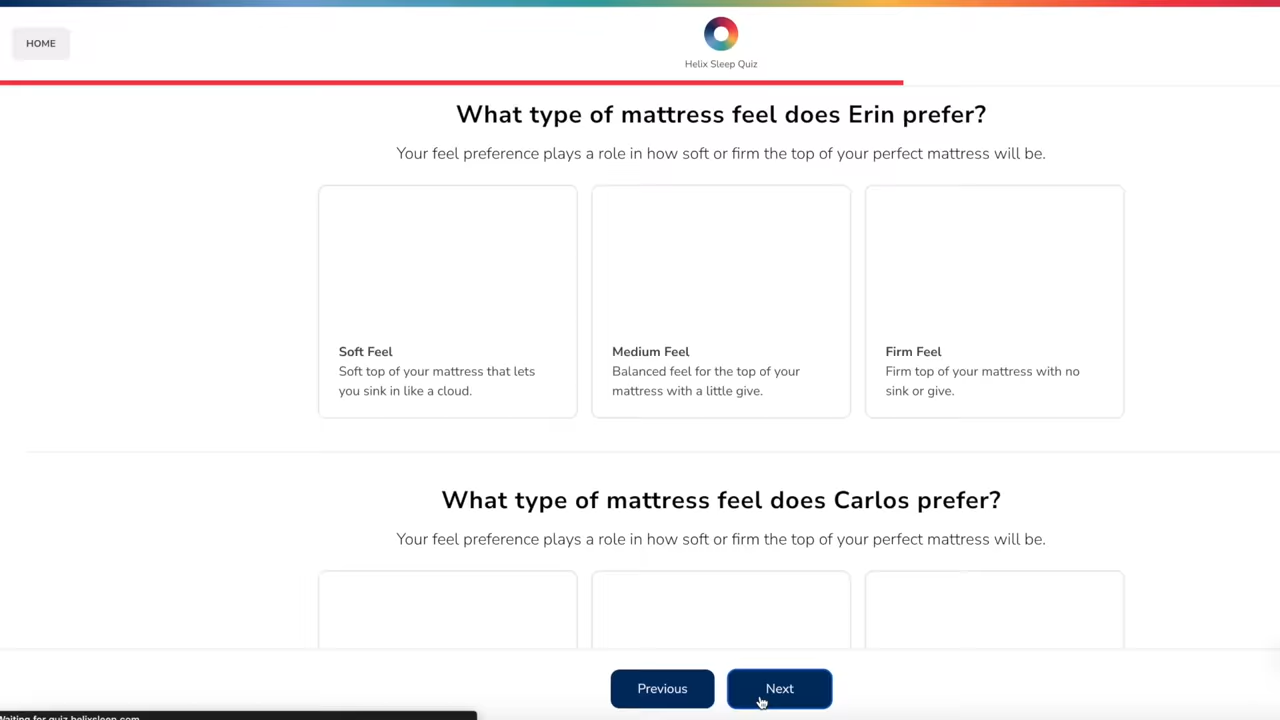 HOME
Helix Sleep Quiz
What type of mattress feel does Erin prefer?
Your feel preference plays a role in how soft or firm the top of your perfect mattress will be.
Soft Feel
Soft top of your mattress that lets
you sink in like a cloud.
Medium Feel
Balanced feel for the top of your
mattress with a little give.
Firm Feel
Firm top of your mattress with no
sink or give.
What type of mattress feel does Carlos prefer?
Your feel preference plays a role in how soft or firm the top of your perfect mattress will be.
Previous
Next
Waiting for quiz.helixsleep.com